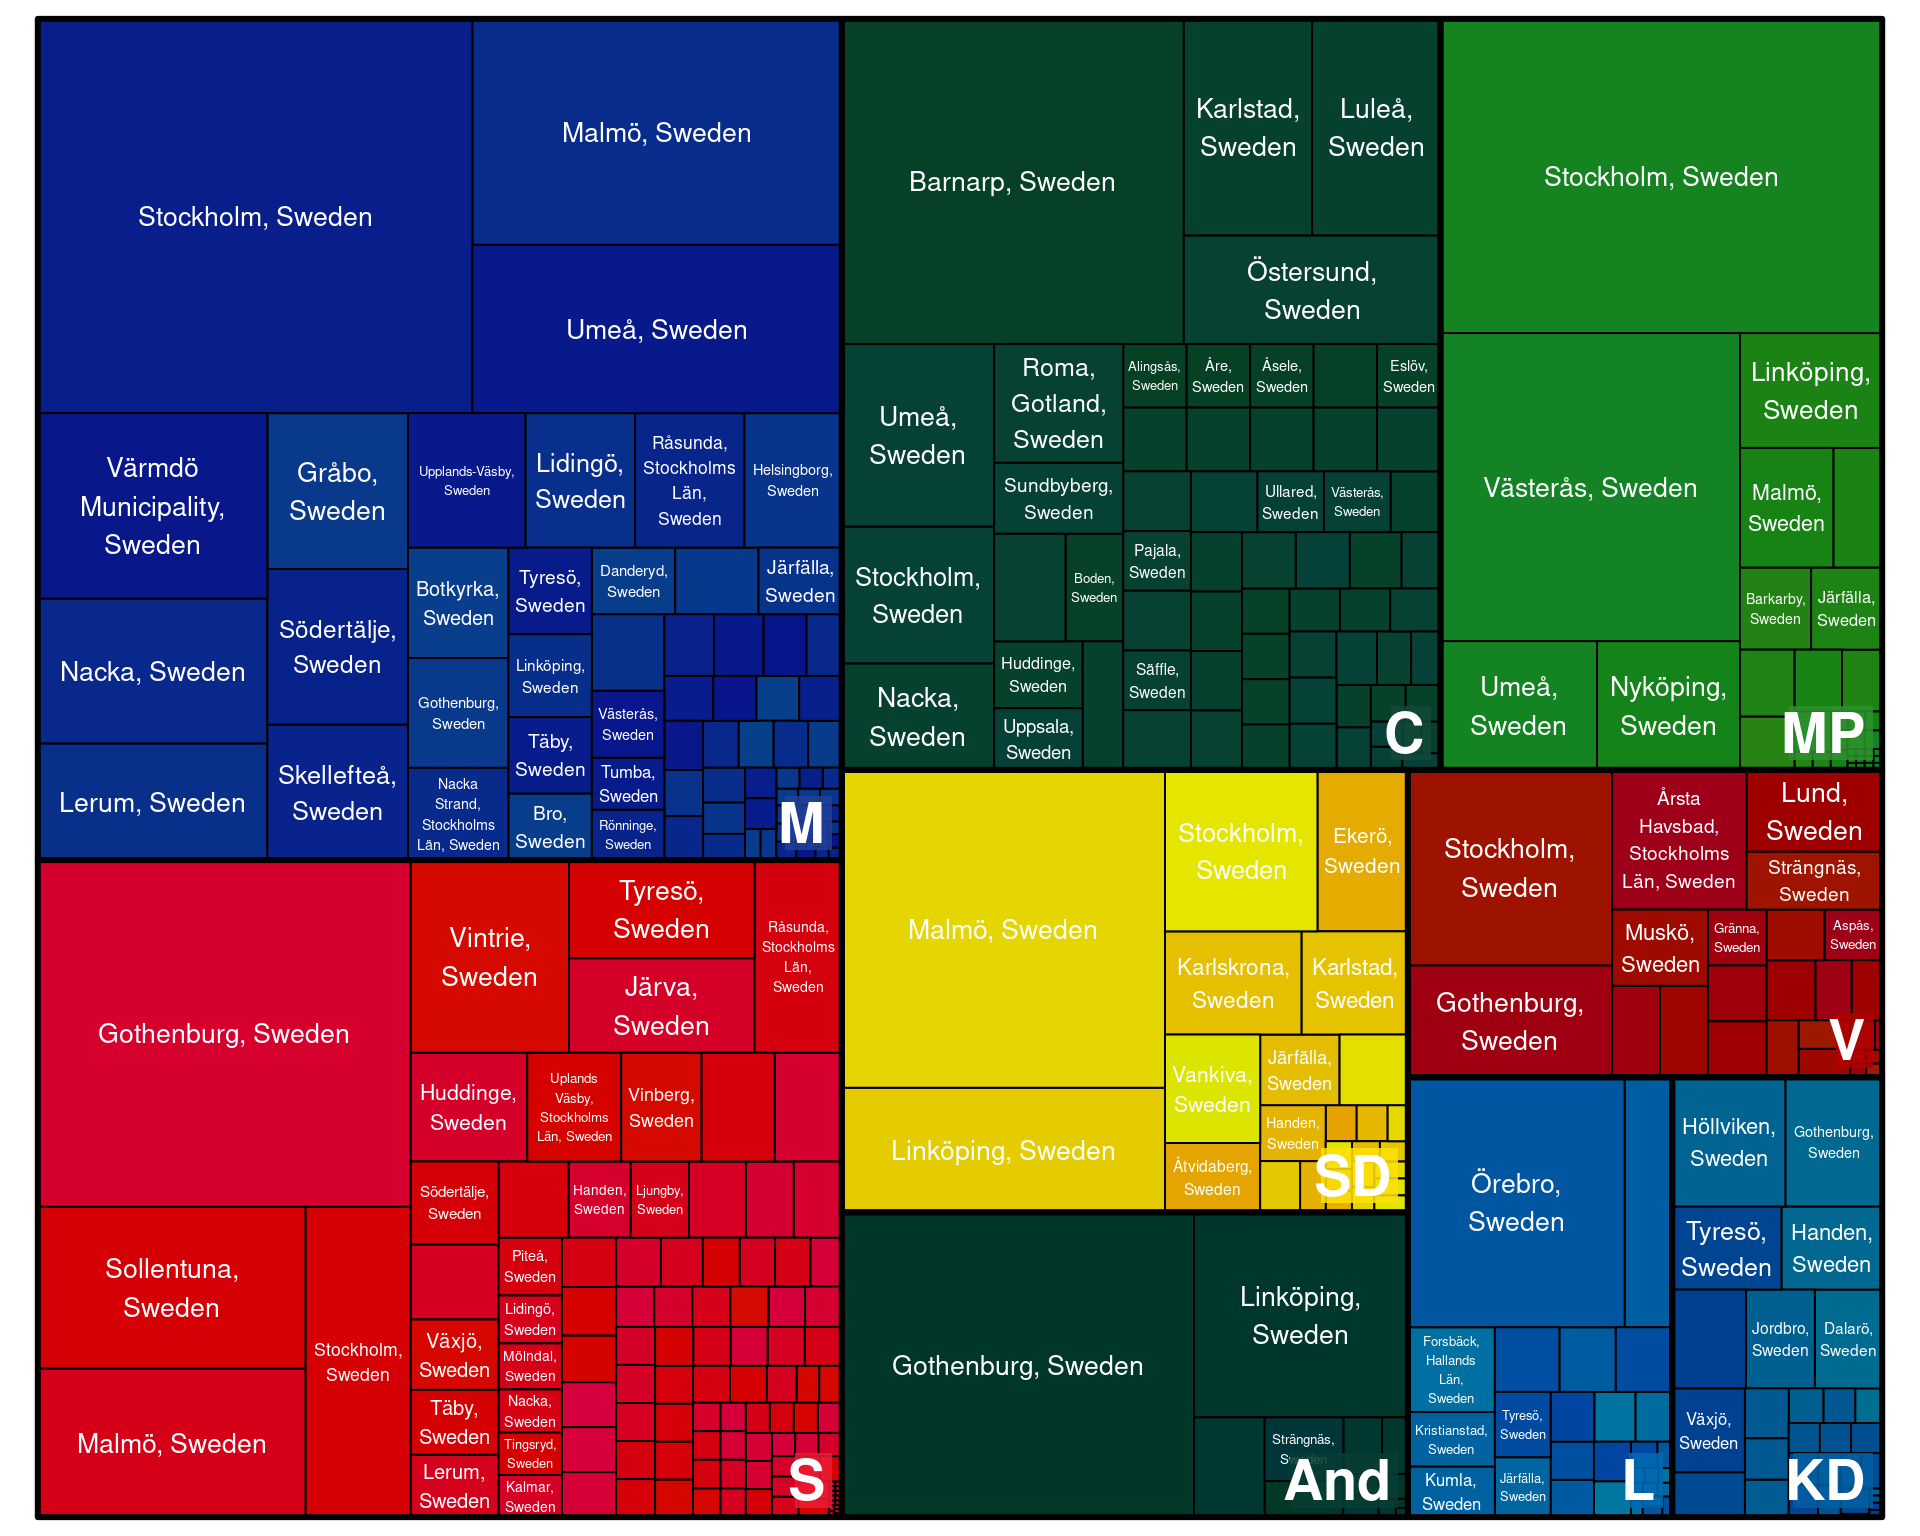 Stockholm, Sweden
Malmö, Sweden
Umeå, Sweden
Värmdö
Municipality,
Sweden
Nacka, Sweden
Lerum, Sweden
Gråbo,
Sweden
Södertälje,
Sweden
Skellefteå,
Sweden
Upplands-Väsby,
Sweden
Lidingö,
Sweden
Råsunda,
Stockholms
Län,
Sweden
Helsingborg,
Sweden
Botkyrka,
Sweden
Gothenburg,
Sweden
Nacka
Strand,
Stockholms
Län, Sweden
Tyresö,
Sweden
Linköping,
Sweden
Täby,
Sweden
Bro,
Sweden
Danderyd,
Sweden
Järfälla,
Sweden
Västerås,
Sweden
Tumba,
Sweden
Rönninge,
Sweden
M
Barnarp, Sweden
Karlstad,
Sweden
Luleå,
Sweden
Östersund,
Sweden
Umeå,
Sweden
Stockholm,
Sweden
Nacka,
Sweden
Roma,
Gotland,
Sweden
Sundbyberg,
Sweden
Boden,
Sweden
Huddinge,
Sweden
Uppsala,
Sweden
Alingsås,
Sweden
Åre,
Sweden
Åsele,
Sweden
Eslöv,
Sweden
Ullared,
Sweden
Västerås,
Sweden
Pajala,
Sweden
Säffle,
Sweden
C
Stockholm, Sweden
Västerås, Sweden
Umeå,
Sweden
Nyköping,
Sweden
Linköping,
Sweden
Malmö,
Sweden
Barkarby,
Sweden
Järfälla,
Sweden
MP
Gothenburg, Sweden
Sollentuna,
Sweden
Malmö, Sweden
Stockholm,
Sweden
Vintrie,
Sweden
Tyresö,
Sweden
Järva,
Sweden
Råsunda,
Stockholms
Län,
Sweden
Huddinge,
Sweden
Uplands
Väsby,
Stockholms
Län, Sweden
Vinberg,
Sweden
Södertälje,
Sweden
Växjö,
Sweden
Täby,
Sweden
Lerum,
Sweden
Handen,
Sweden
Ljungby,
Sweden
Piteå,
Sweden
Lidingö,
Sweden
Mölndal,
Sweden
Nacka,
Sweden
Tingsryd,
Sweden
Kalmar,
Sweden
S
Malmö, Sweden
Linköping, Sweden
Stockholm,
Sweden
Ekerö,
Sweden
Karlskrona,
Sweden
Karlstad,
Sweden
Vankiva,
Sweden
Åtvidaberg,
Sweden
Järfälla,
Sweden
Handen,
Sweden
SD
Gothenburg, Sweden
Linköping,
Sweden
Strängnäs,
Sweden
And
Stockholm,
Sweden
Gothenburg,
Sweden
Årsta
Havsbad,
Stockholms
Län, Sweden
Lund,
Sweden
Strängnäs,
Sweden
Muskö,
Sweden
Gränna,
Sweden
Aspås,
Sweden
V
Örebro,
Sweden
Forsbäck,
Hallands
Län,
Sweden
Kristianstad,
Sweden
Kumla,
Sweden
Tyresö,
Sweden
Järfälla,
Sweden
L
Höllviken,
Sweden
Gothenburg,
Sweden
Tyresö,
Sweden
Handen,
Sweden
Jordbro,
Sweden
Dalarö,
Sweden
Växjö,
Sweden
KD